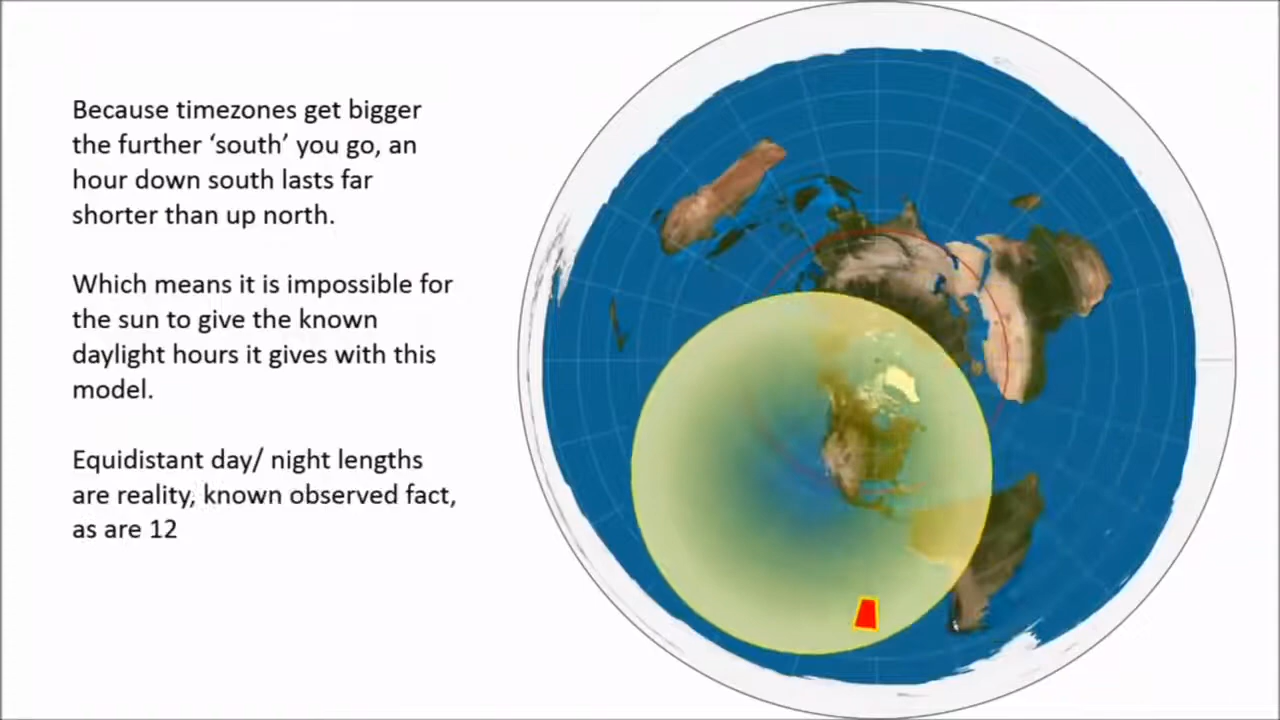 Because timezones get bigger
the further ‘south’ you go, an
hour down south lasts far
shorter than up north.
Which means it is impossible for
the sun to give the known
daylight hours it gives with this
model.
Equidistant day/ night lengths
are reality, known observed fact,
as are 12